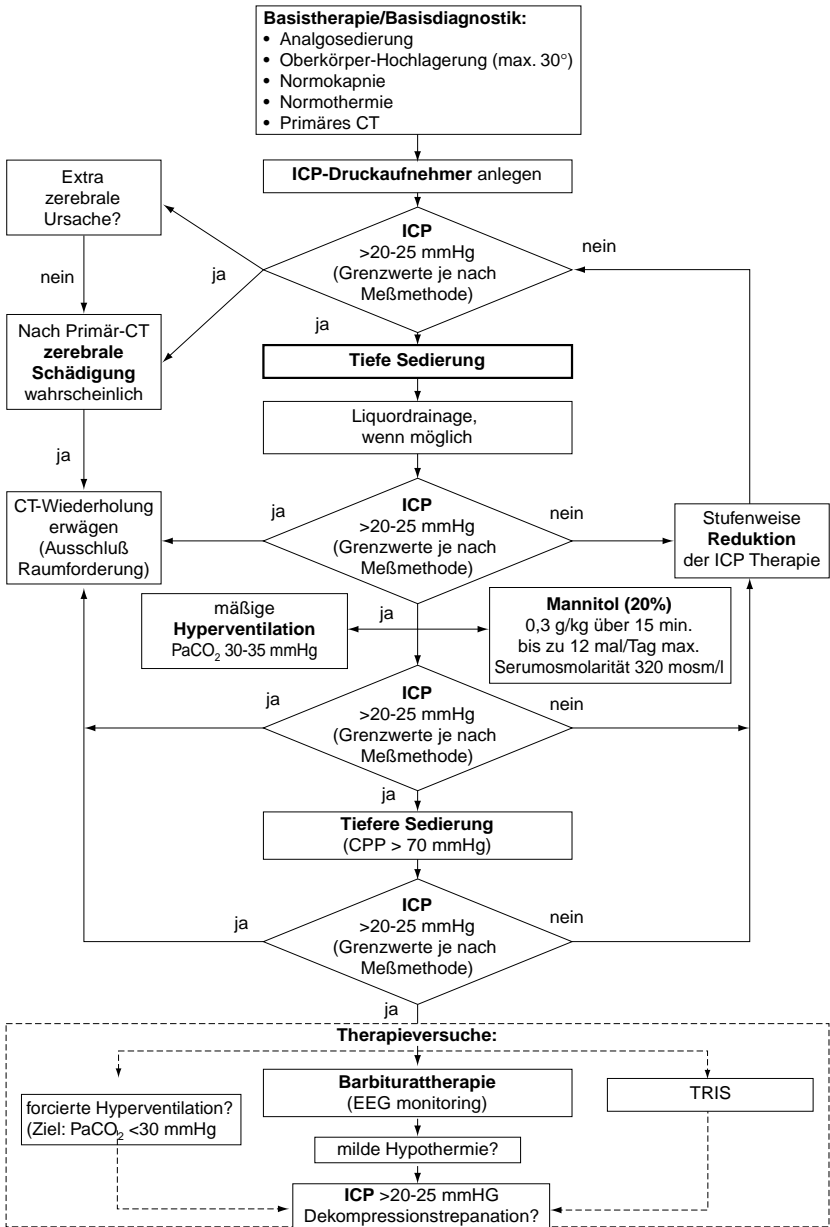 Basistherapie/Basisdiagnostik:
• Analgosedierung
• Oberkörper-Hochlagerung (max. 30°)
• Normokapnie
• Normothermie
• Primäres CT
ICP-Druckaufnehmer anlegen
Extra
zerebrale
Ursache?
ICP
>20-25 mmHg
(Grenzwerte je nach
Meßmethode)
nein
ja
nein
ja
Nach Primär-CT
zerebrale
Schädigung
wahrscheinlich
Tiefe Sedierung
Liquordrainage,
wenn möglich
ja
CT-Wiederholung
erwägen
(Ausschluß
Raumforderung)
ja
ICP
>20-25 mmHg
(Grenzwerte je nach
Meßmethode)
nein
Stufenweise
Reduktion
der ICP Therapie
ja
mäßige
Hyperventilation
PaCO2 30-35 mmHg
Mannitol (20%)
0,3 g/kg über 15 min.
bis zu 12 mal/Tag max.
Serumosmolarität 320 mosm/l
ja
ICP
>20-25 mmHg
(Grenzwerte je nach
Meßmethode)
nein
ja
Tiefere Sedierung
(CPP > 70 mmHg)
ja
ICP
>20-25 mmHg
(Grenzwerte je nach
Meßmethode)
nein
ja
Therapieversuche:
forcierte Hyperventilation?
(Ziel: PaCO2 <30 mmHg
Barbiturattherapie
(EEG monitoring)
TRIS
milde Hypothermie?
ICP >20-25 mmHG
Dekompressionstrepanation?